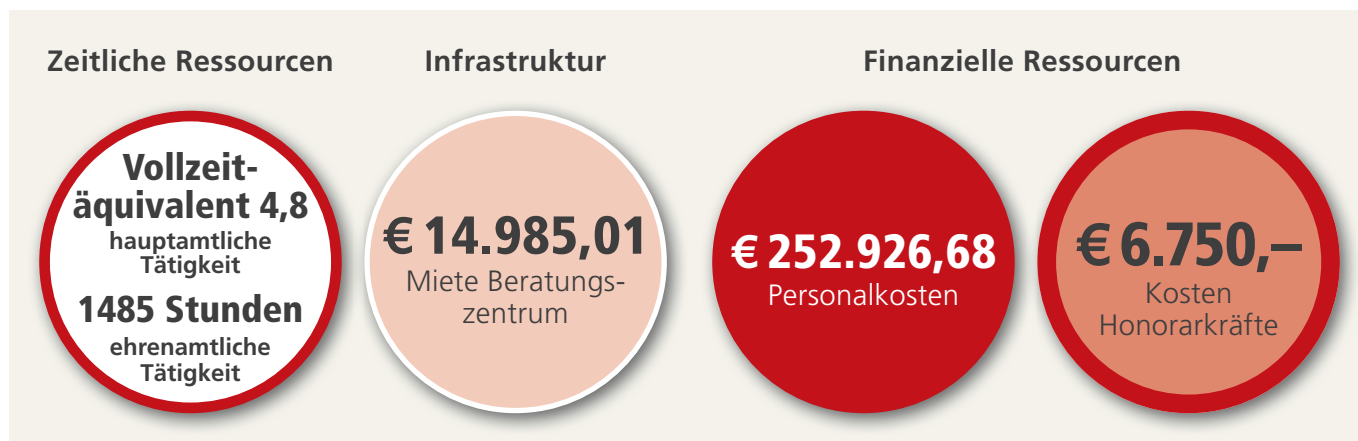 Zeitliche Ressourcen
Vollzeit-
äquivalent 4,8
hauptamtliche
Tätigkeit
1485 Stunden
ehrenamtliche
Tätigkeit
Infrastruktur
€ 14.985,01
Miete Beratungs-
zentrum
Finanzielle Ressourcen
€ 252.926,68
Personalkosten
€ 6.750,–
Kosten
Honorarkräfte